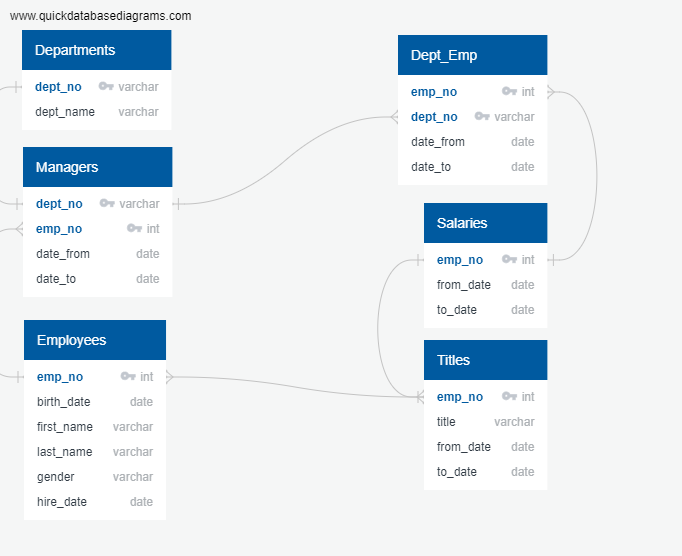 www.quickdatabasediagrams.com
Departments
dept_no varchar
dept_name varchar
Managers
dept_no varchar
emp_no int
date_from date
date_to date
Employees
emp_no int
birth_date date
first_name varchar
last_name varchar
gender varchar
hire_date date
Dept_Emp
emp_no int
dept_no varchar
date_from date
date_to date
Salaries
emp_no int
from_date date
to_date date
Titles
emp_no int
title varchar
from_date date
to_date date